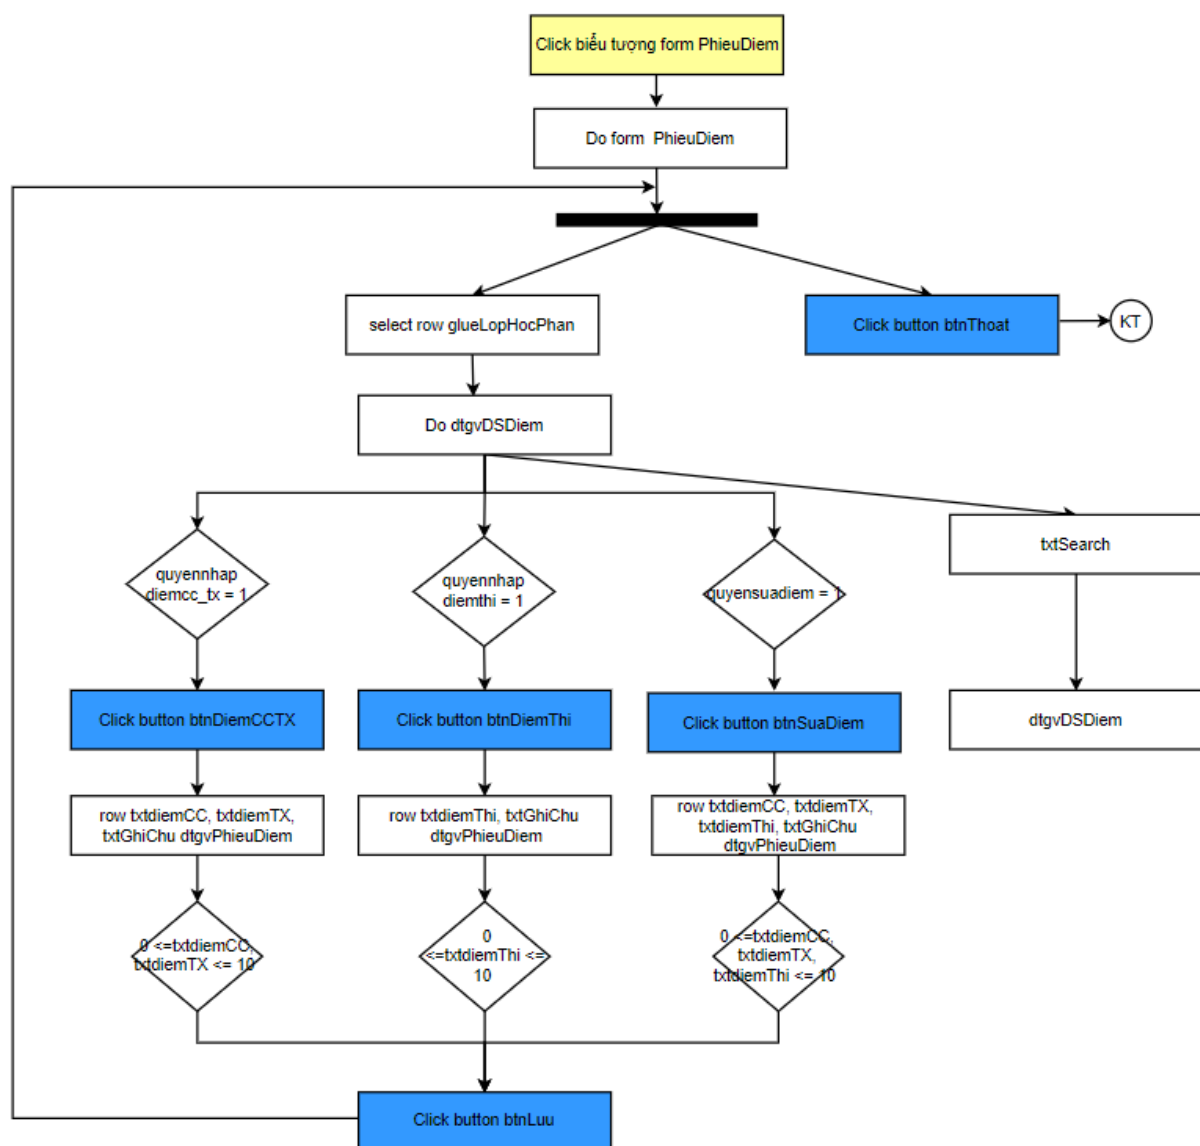 Click biểu tượng form PhieuDiem
Do form PhieuDiem
select row glueLopHocPhan
Click button btnThoat
KT
Do dtgvDSDiem
quyennhap
diemcc_tx = 1
quyennhap
diemthi = 1
quyensuadiem = 1
txtSearch
Click button btnDiemCCTX
Click button btnDiemThi
Click button btnSuaDiem
dtgvDSDiem
row txtdiemCC, txtdiemTX,
txtGhiChu dtgvPhieuDiem
row txtdiemThi, txtGhiChu
dtgvPhieuDiem
row txtdiemCC, txtdiemTX,
txtdiemThi, txtGhiChu
dtgvPhieuDiem
0 <=txtdiemCC,
txtdiemTX <= 10
0
<=txtdiemThi <=
10
0 <=txtdiemCC,
txtdiemTX,
txtdiemThi <= 10
Click button btnLuu